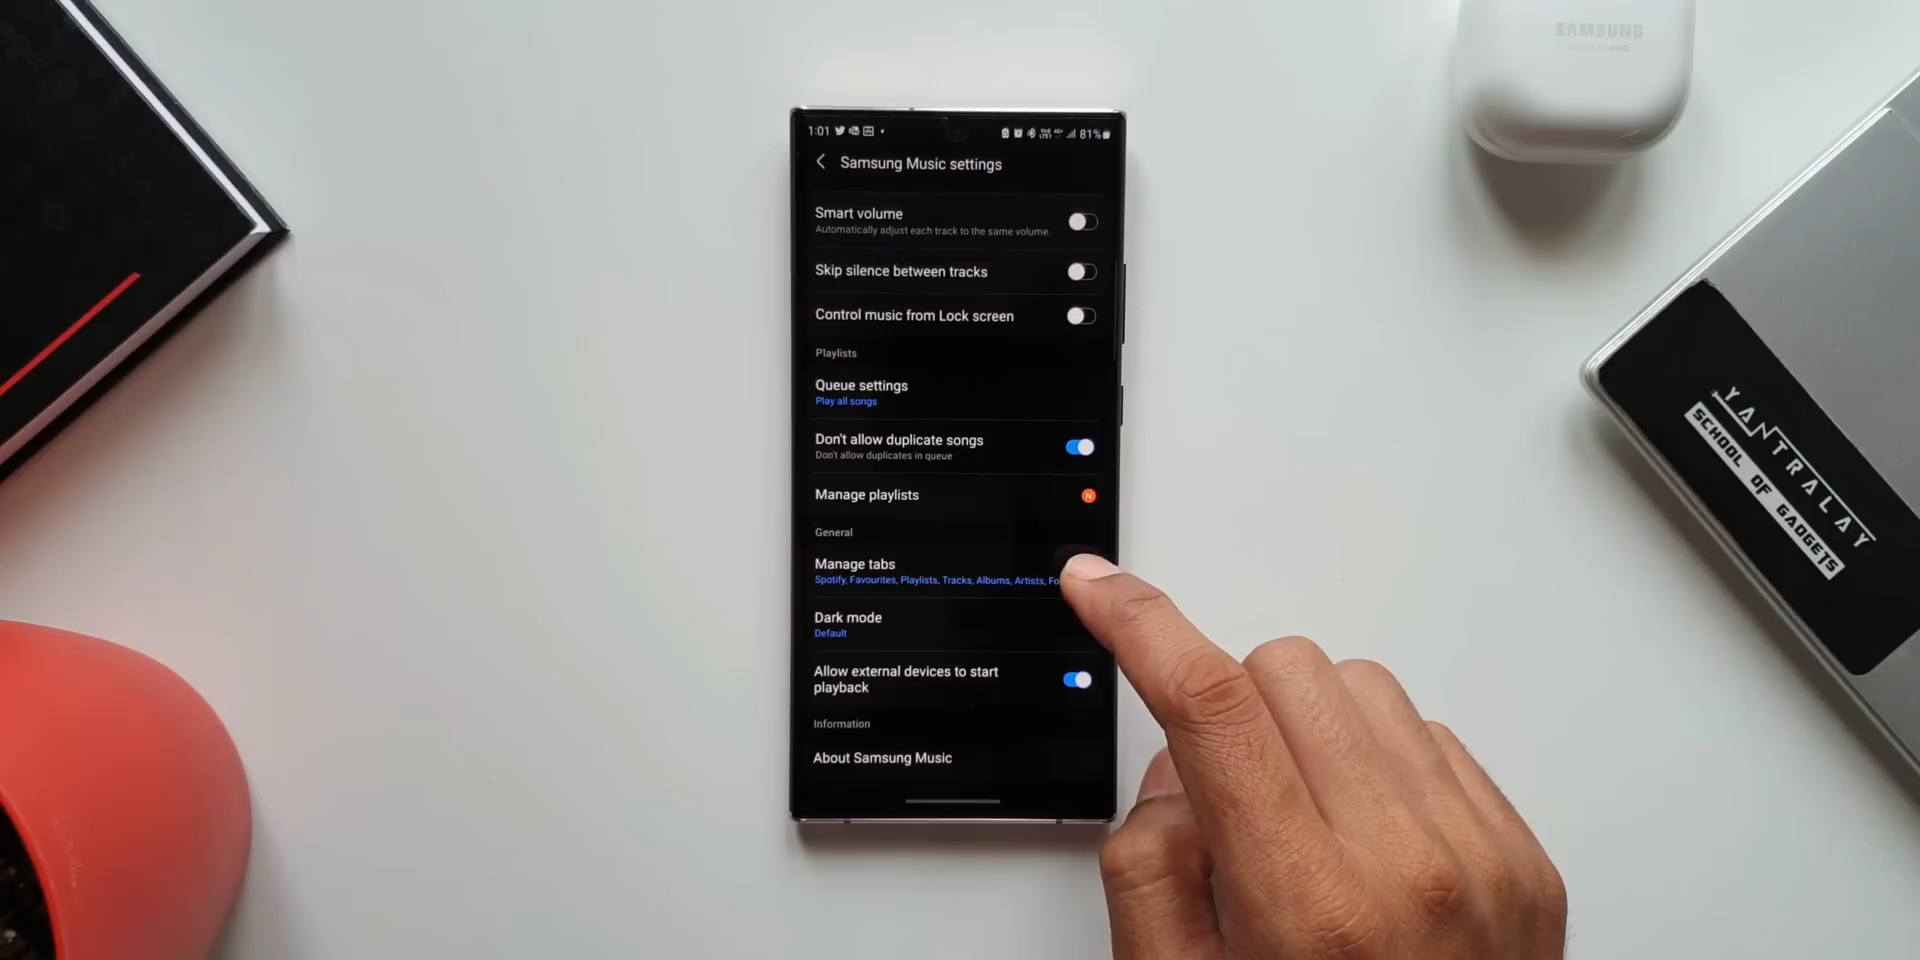 1:01
81%
Samsung Music settings
Smart volume
Automatically adjust each track to the same volume.
Skip silence between tracks
Control music from Lock screen
Playlists
Queue settings
Play all songs
Don't allow duplicate songs
Don't allow duplicates in queue
Manage playlists
N
General
Manage tabs
Spotify, Favourites, Playlists, Tracks, Albums, Artists, Fo
Dark mode
Default
Allow external devices to start
playback
Information
About Samsung Music
SAMSUNG
YANTRALAY
SCHOOL OF GADGETS